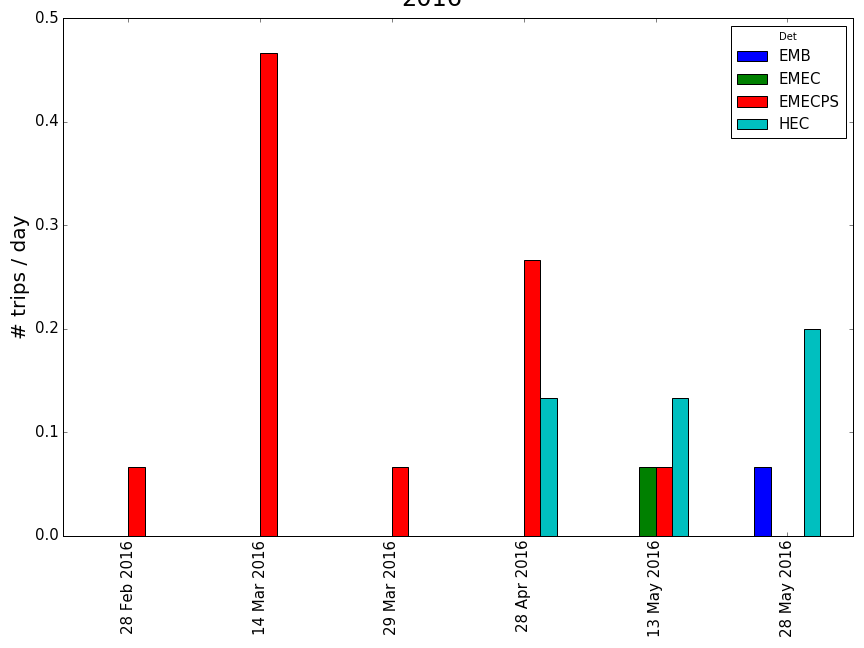 2016
0.5
0.4
0.3
0.2
0.1
0.0
# trips / day
Det
EMB
EMEC
EMECPS
HEC
28 Feb 2016
14 Mar 2016
29 Mar 2016
28 Apr 2016
13 May 2016
28 May 2016